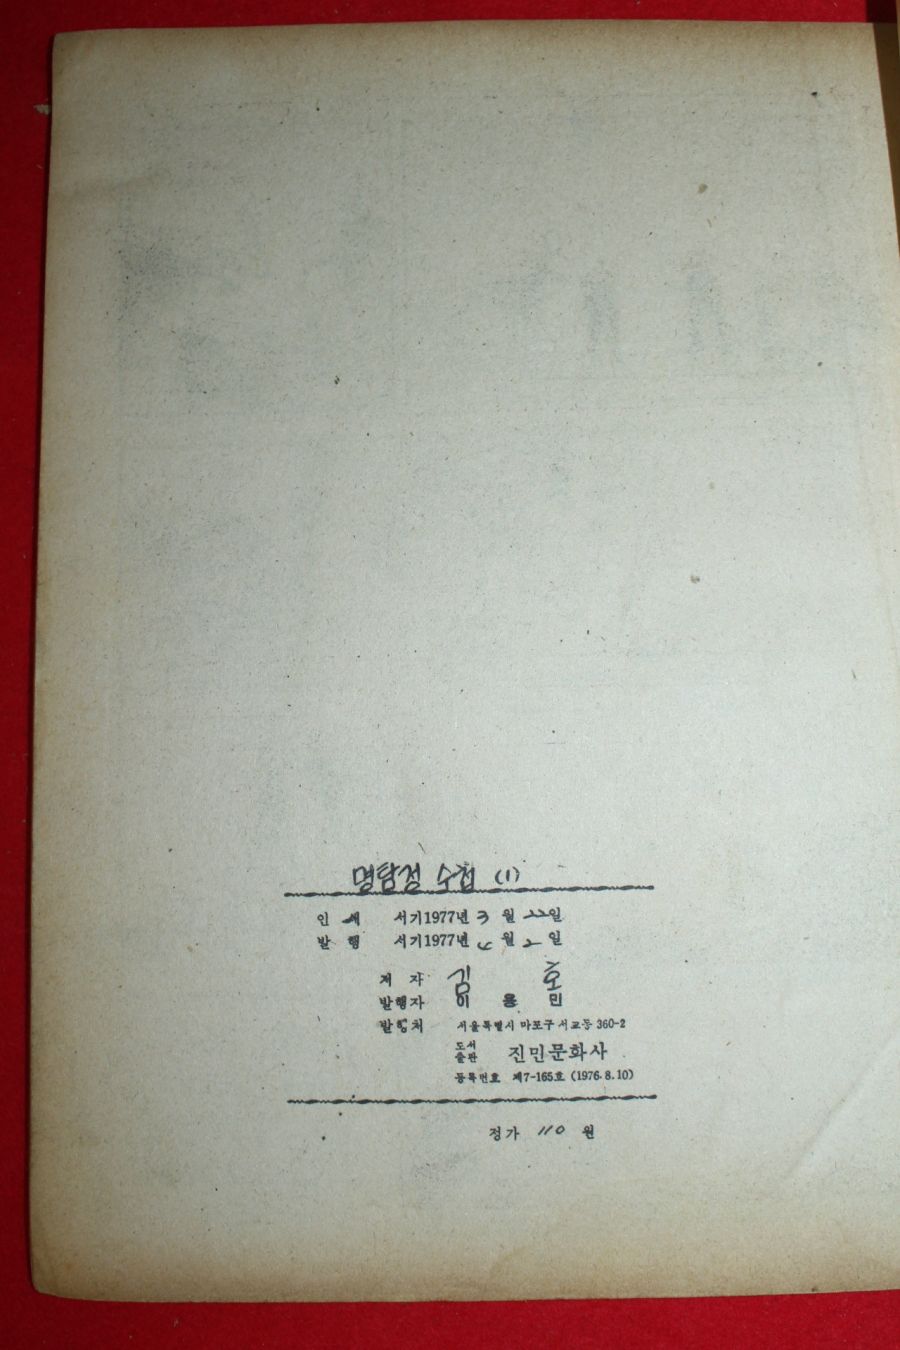 명탐정 수첩 (1)
인 쇄 서기1977년 3 월 22일
발 행 서기1977년 4월 2 일
저 자 김 호
발행자 이 용 민
발행처 서울특별시 마포구 서교동 360-2
도서출판 진민문화사
등록번호 제7-165호 (1976.8.10)
정가 110 원